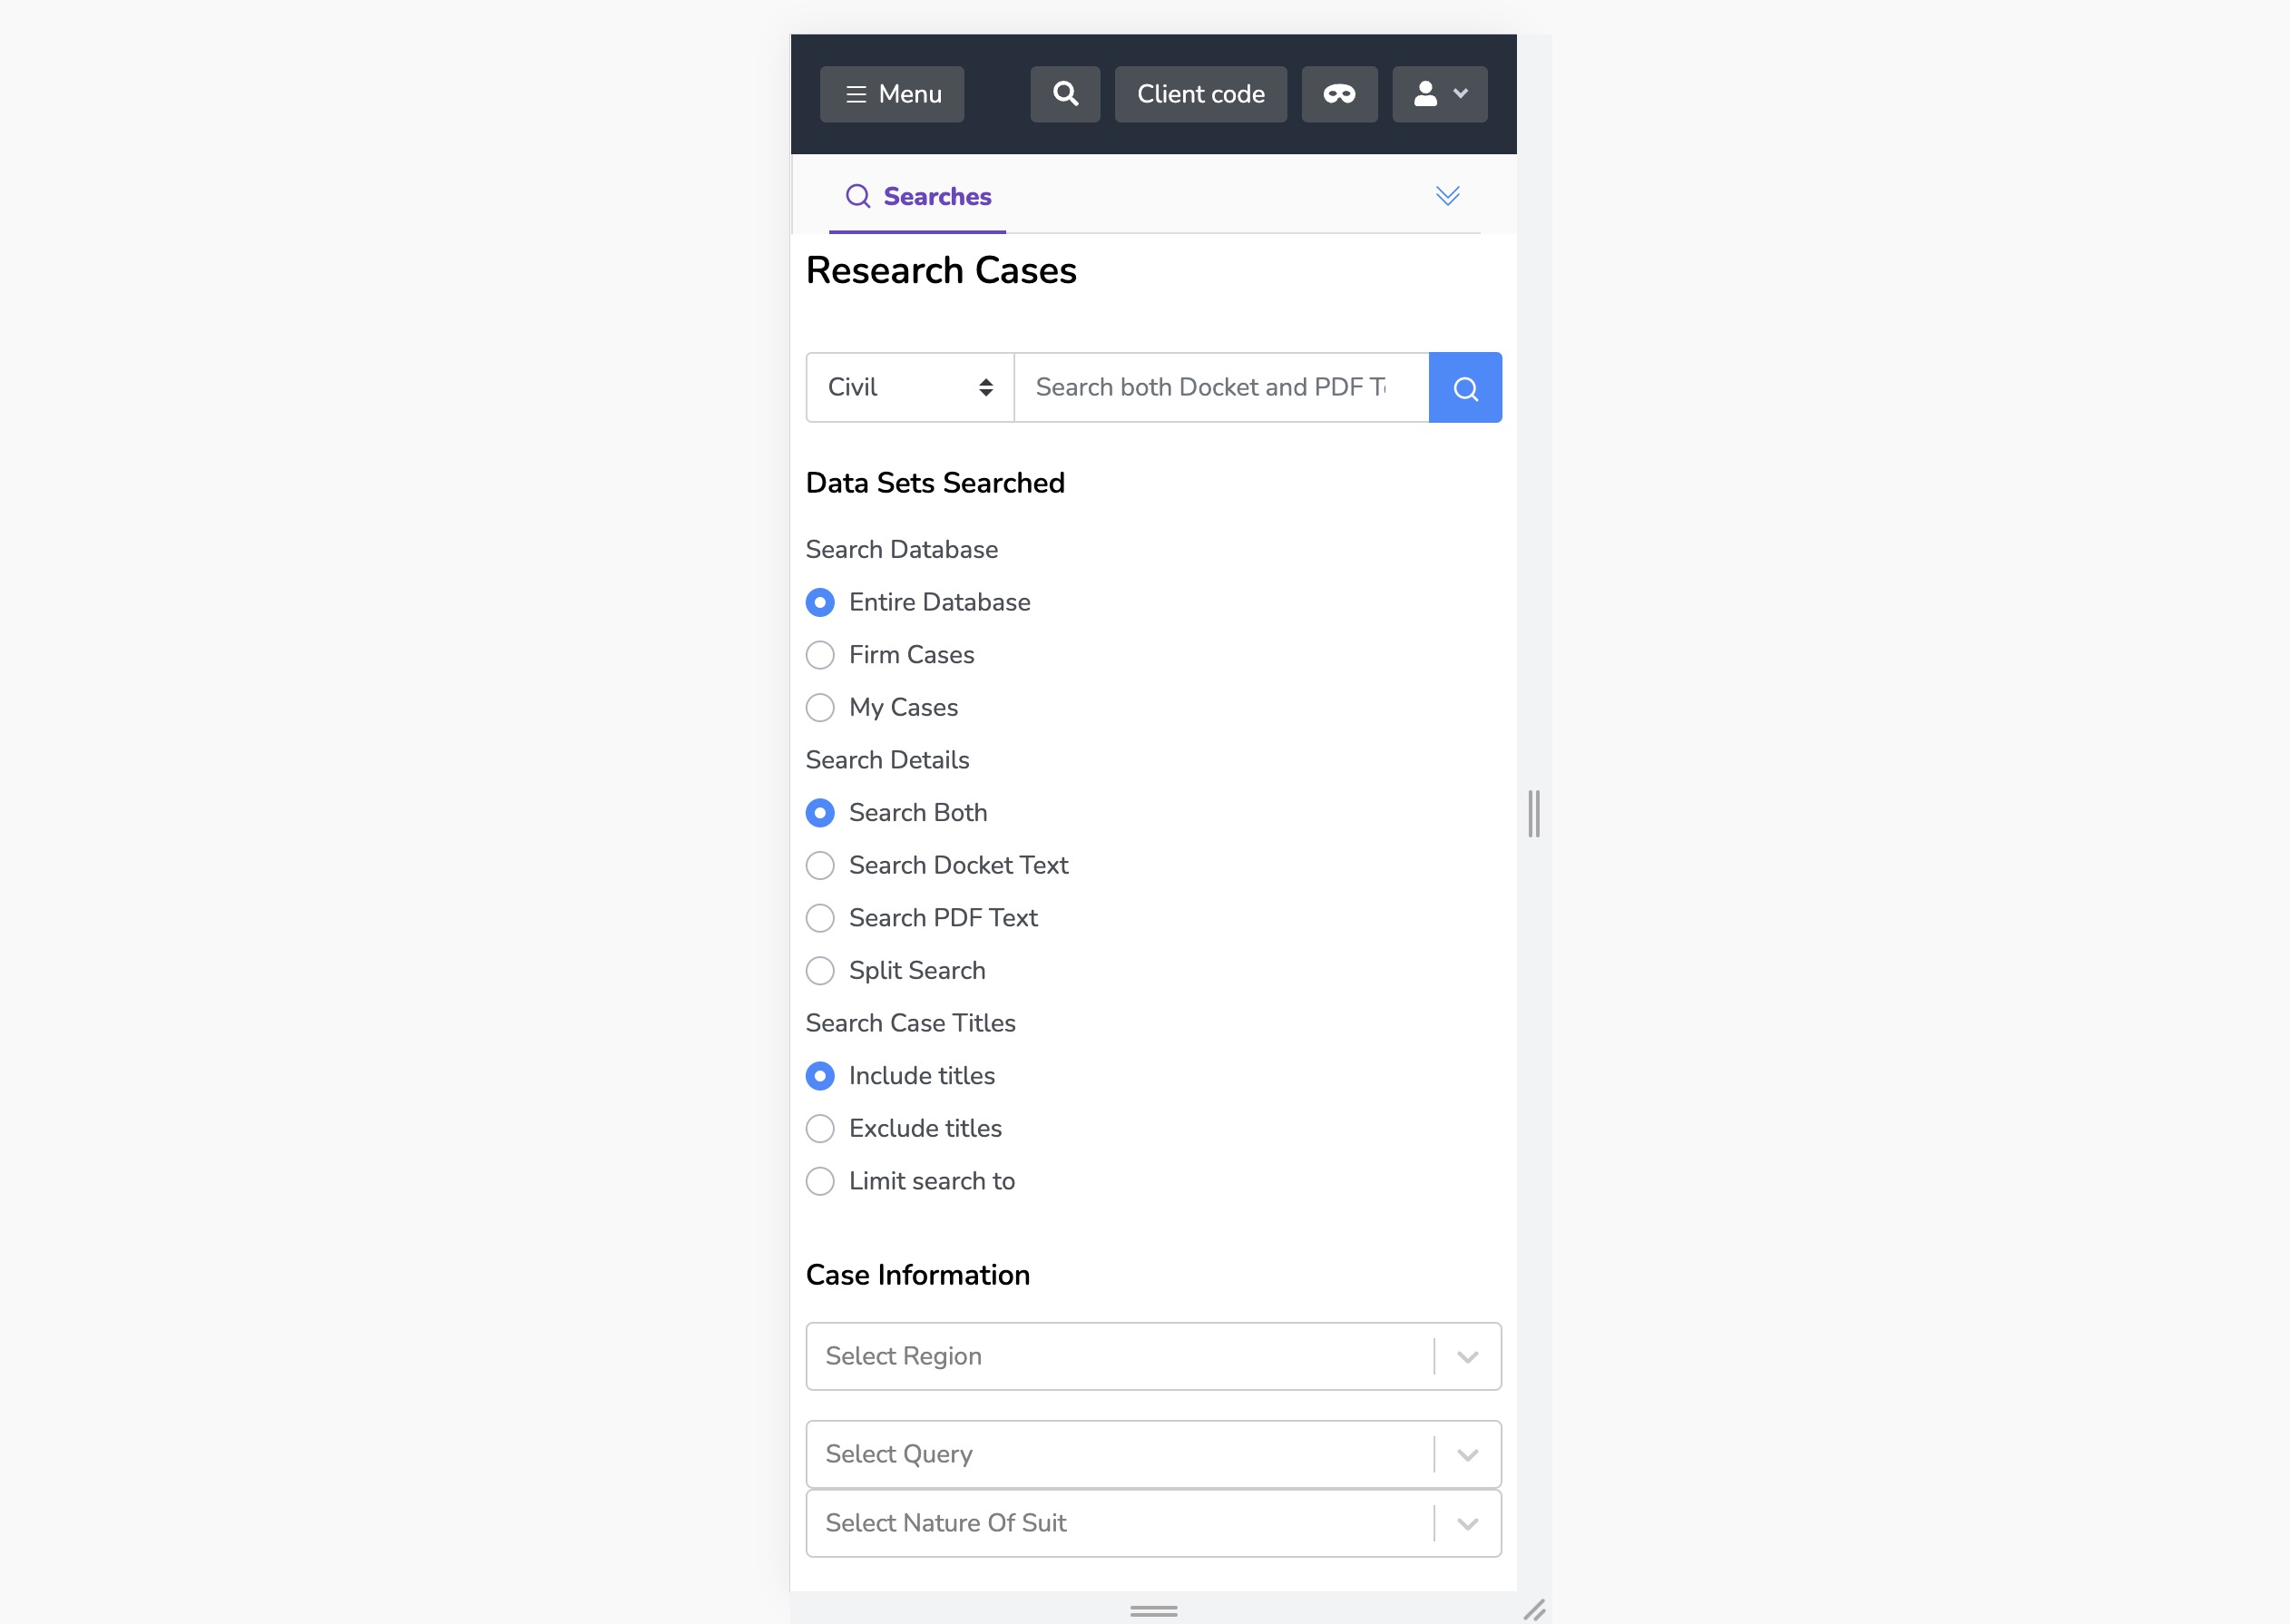 Menu
Client code
Searches
Research Cases
Civil
Search both Docket and PDF T
Data Sets Searched
Search Database
Entire Database
Firm Cases
My Cases
Search Details
Search Both
Search Docket Text
Search PDF Text
Split Search
Search Case Titles
Include titles
Exclude titles
Limit search to
Case Information
Select Region
Select Query
Select Nature Of Suit